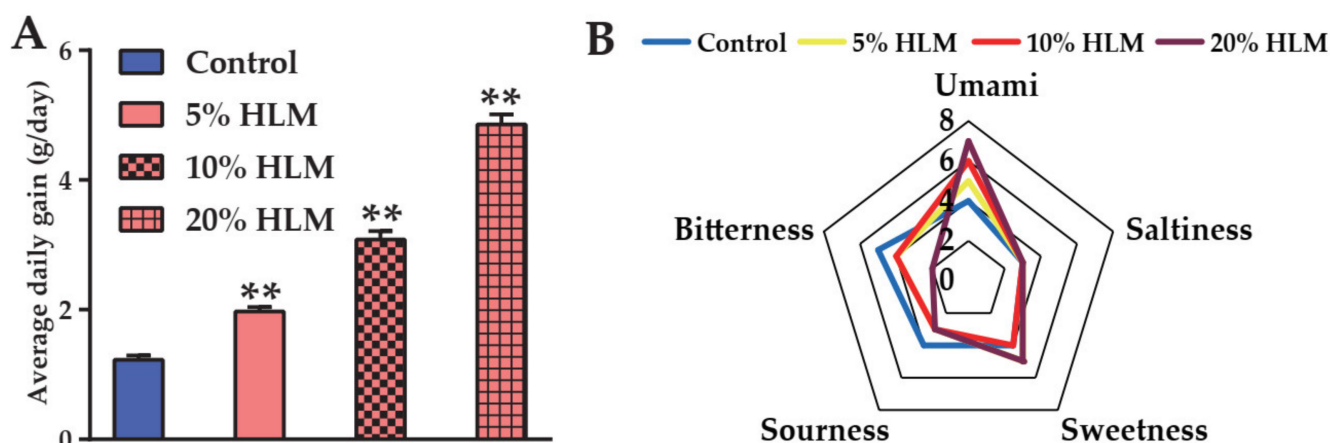 A
Average daily gain (g/day)
6
4
2
0
Control
5% HLM
10% HLM
20% HLM
**
**
**
B
Control 5% HLM 10% HLM 20% HLM
Umami
8
6
4
2
0
Bitterness
Saltiness
Sourness
Sweetness